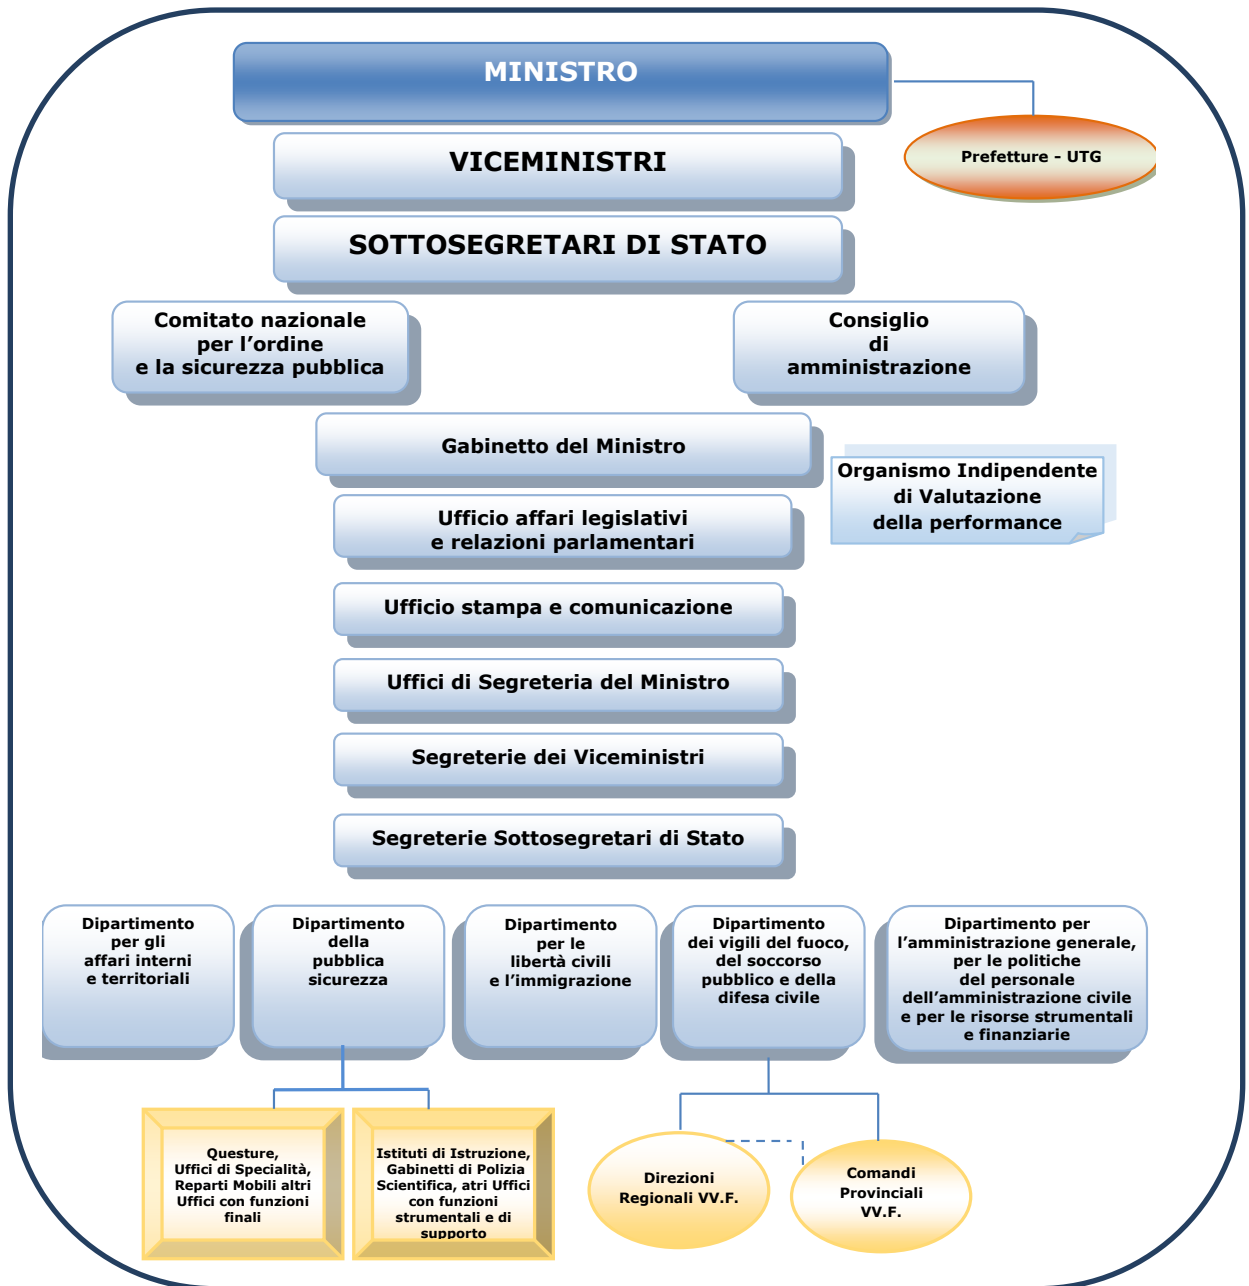 MINISTRO
Prefetture - UTG
VICEMINISTRI
SOTTOSEGRETARI DI STATO
Comitato nazionale
per l'ordine
e la sicurezza pubblica
Consiglio
di
amministrazione
Gabinetto del Ministro
Organismo Indipendente
di Valutazione
della performance
Ufficio affari legislativi
e relazioni parlamentari
Ufficio stampa e comunicazione
Uffici di Segreteria del Ministro
Segreterie dei Viceministri
Segreterie Sottosegretari di Stato
Dipartimento
per gli
affari interni
e territoriali
Dipartimento
della
pubblica
sicurezza
Dipartimento
per le
libertà civili
e l'immigrazione
Dipartimento
dei vigili del fuoco,
del soccorso
pubblico e della
difesa civile
Dipartimento per
l'amministrazione generale,
per le politiche
del personale
dell'amministrazione civile
e per le risorse strumentali
e finanziarie
Questure,
Uffici di Specialità,
Reparti Mobili altri
Uffici con funzioni
finali
Istituti di Istruzione,
Gabinetti di Polizia
Scientifica, atri Uffici
con funzioni
strumentali e di
supporto
Direzioni
Regionali VV.F.
Comandi
Provinciali
VV.F.